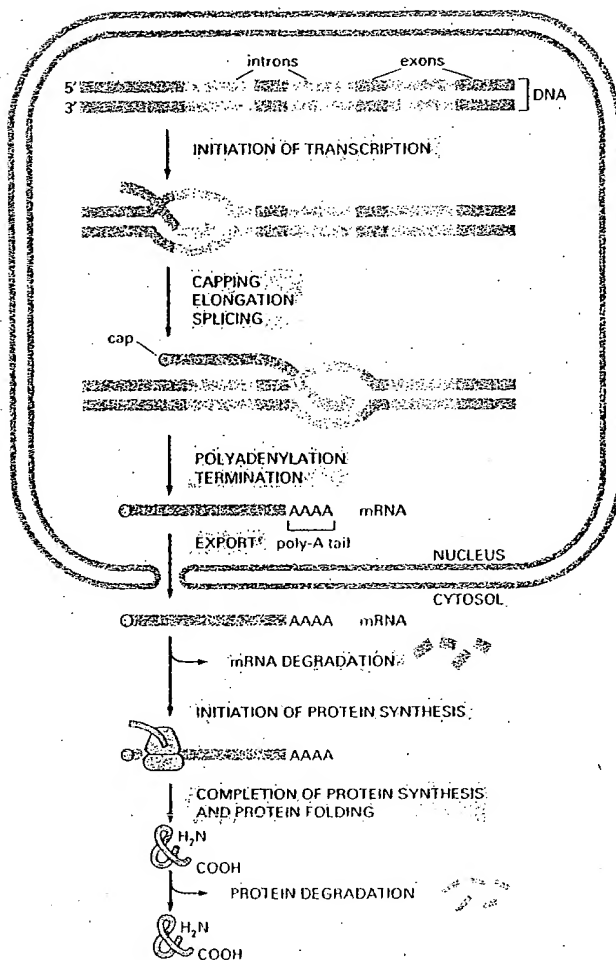 introns exons
5'
3'
DNA
INITIATION OF TRANSCRIPTION
CAPPING
ELONGATION
SPLICING
cap
POLYADENYLATION
TERMINATION
AAAA mRNA
EXPORT poly-A tail
NUCLEUS
CYTOSOL
AAAA mRNA
mRNA DEGRADATION
INITIATION OF PROTEIN SYNTHESIS
AAAA
COMPLETION OF PROTEIN SYNTHESIS
AND PROTEIN FOLDING
H₂N
COOH
PROTEIN DEGRADATION
H₂N
COOH